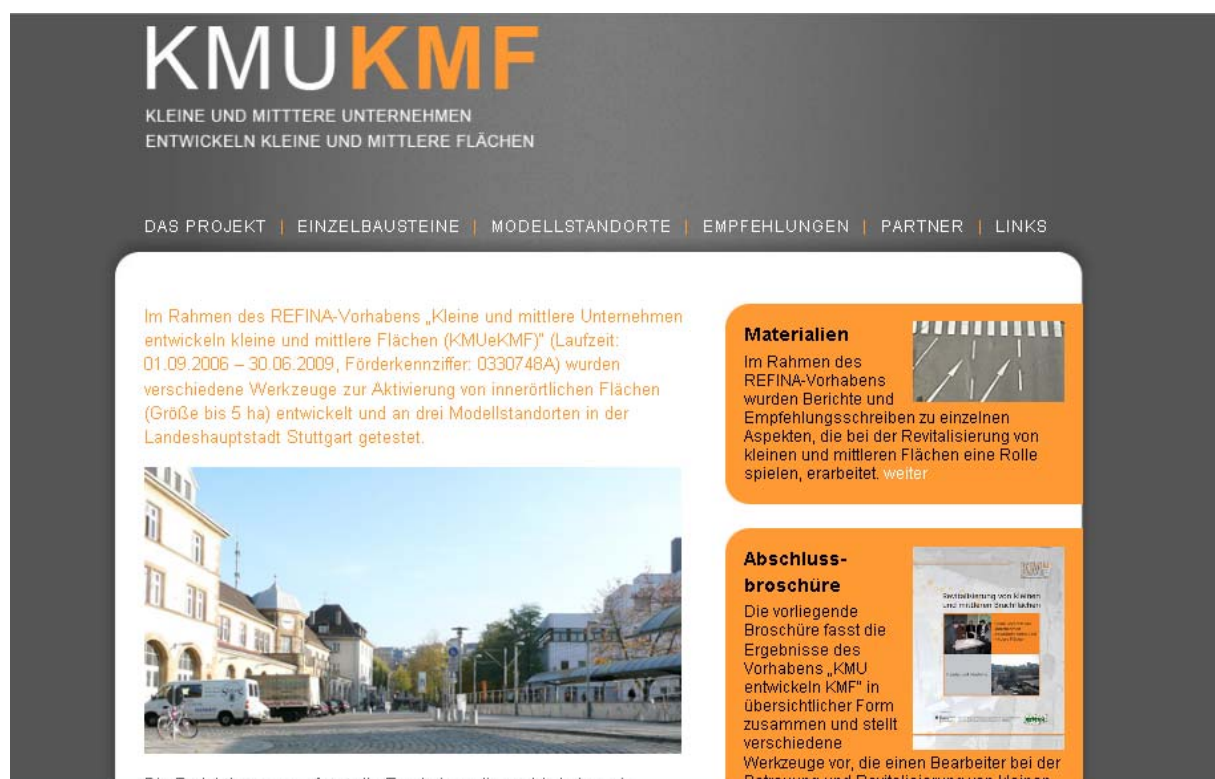 KMUKMF
KLEINE UND MITTTERE UNTERNEHMEN
ENTWICKELN KLEINE UND MITTLERE FLÄCHEN
DAS PROJEKT | EINZELBAUSTEINE | MODELLSTANDORTE | EMPFEHLUNGEN | PARTNER | LINKS
Im Rahmen des REFINA-Vorhabens „Kleine und mittlere Unternehmen
entwickeln kleine und mittlere Flächen (KMUeKMF)" (Laufzeit:
01.09.2006 – 30.06.2009, Förderkennziffer: 0330748A) wurden
verschiedene Werkzeuge zur Aktivierung von innerörtlichen Flächen
(Größe bis 5 ha) entwickelt und an drei Modellstandorten in der
Landeshauptstadt Stuttgart getestet.
Materialien
Im Rahmen des
REFINA-Vorhabens
wurden Berichte und
Empfehlungsschreiben zu einzelnen
Aspekten, die bei der Revitalisierung von
kleinen und mittleren Flächen eine Rolle
spielen, erarbeitet. weiter
Abschluss-
broschüre
Die vorliegende
Broschüre fasst die
Ergebnisse des
Vorhabens „KMU
entwickeln KMF" in
übersichtlicher Form
zusammen und stellt
verschiedene
Werkzeuge vor, die einen Bearbeiter bei der
Revitalisierung von kleinen
und mittleren Brachflächen